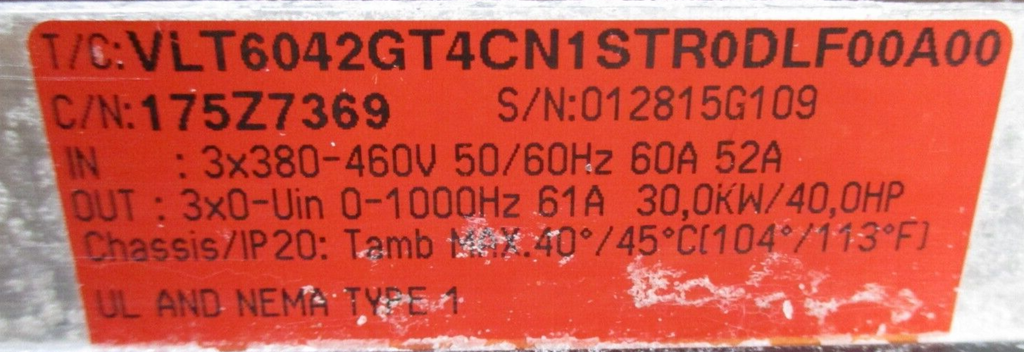 T/C:VLT6042GT4CN1STR0DLF00A00
C/N:175Z7369 S/N:012815G109
IN : 3x380-460V 50/60Hz 60A 52A
OUT : 3x0-Uin 0-1000Hz 61A 30,0KW/40,0HP
Chassis/IP20: Tamb MAX.40°/45°C(104°/113°F)
UL AND NEMA TYPE 1